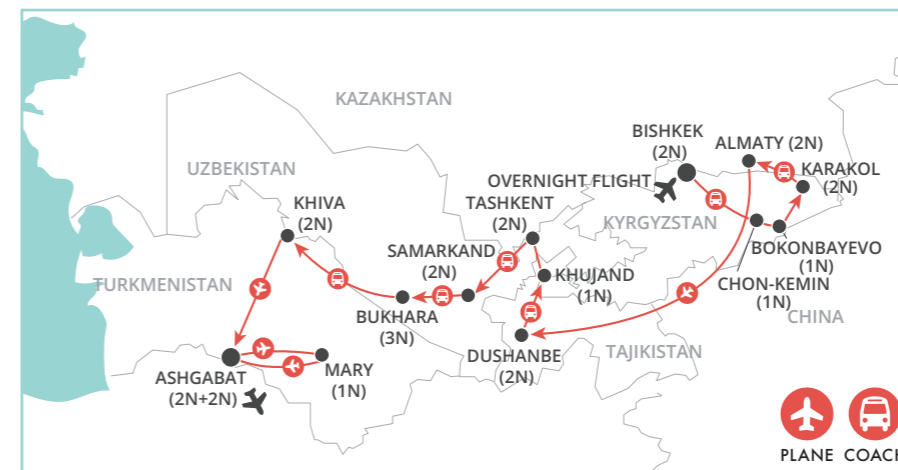 KAZAKHSTAN
UZBEKISTAN
KHIVA
(2N)
TURKMENISTAN
ASHGABAT
(2N+2N)
MARY
(1N)
BUKHARA
(3N)
SAMARKAND
(2N)
OVERNIGHT FLIGHT
TASHKENT
(2N)
KHUJAND
(1N)
DUSHANBE
(2N)
TAJIKISTAN
BISHKEK
(2N)
KYRGYZSTAN
ALMATY (2N)
KARAKOL
(2N)
BOKONBAYEVO
(1N)
CHON-KEMIN
(1N)
CHINA
PLANE
COACH